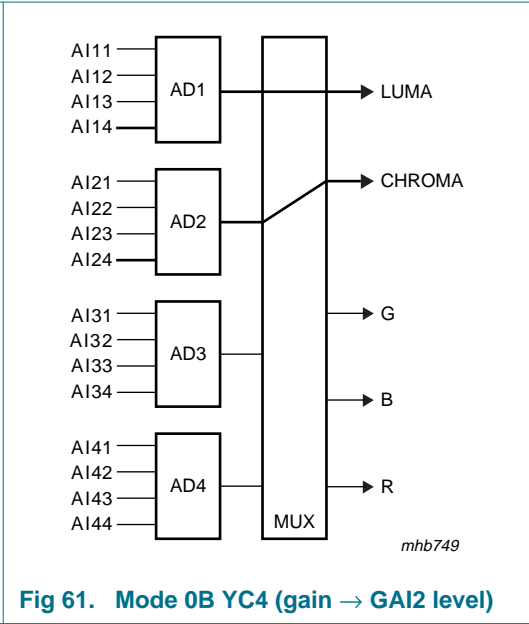 AI11
AI12
AI13
AI14
AD1
LUMA
AI21
AI22
AI23
AI24
AD2
CHROMA
AI31
AI32
AI33
AI34
AD3
G
B
AI41
AI42
AI43
AI44
AD4
R
MUX
mhb749
Fig 61. Mode 0B YC4 (gain → GAI2 level)